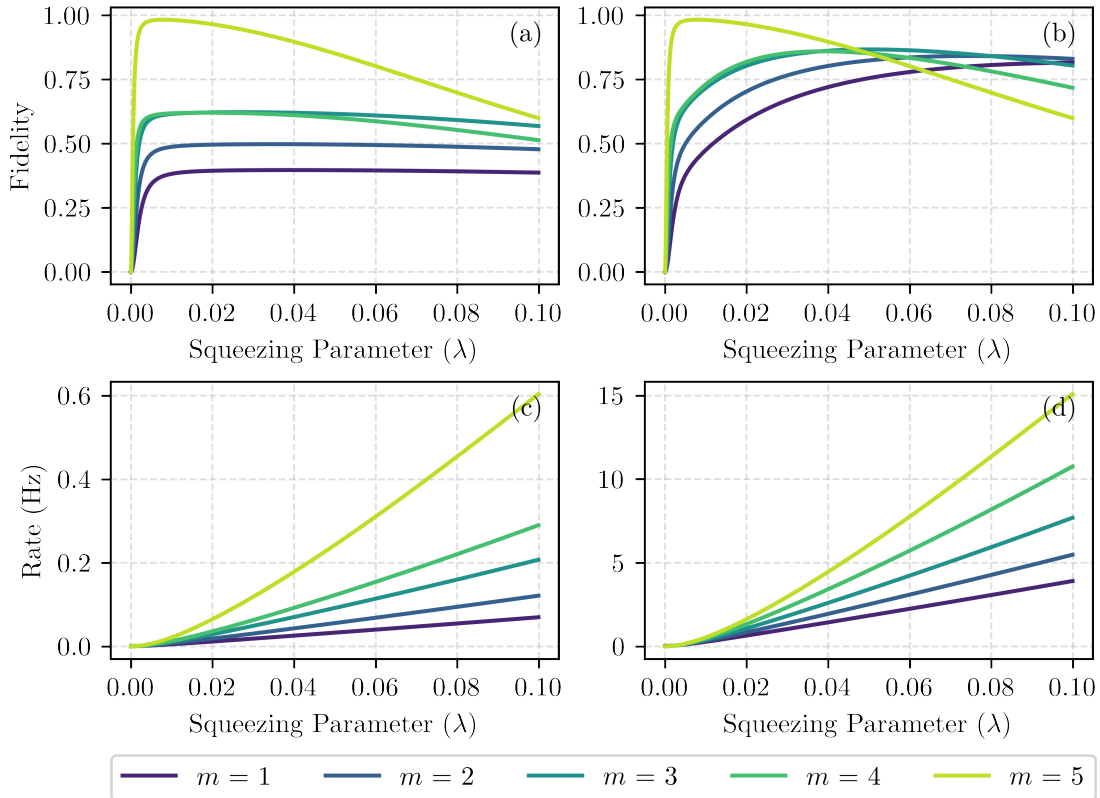 1.00
0.75
0.50
0.25
0.00
Fidelity
(a)
0.00 0.02 0.04 0.06 0.08 0.10
Squeezing Parameter (λ)
1.00
0.75
0.50
0.25
0.00
(b)
0.00 0.02 0.04 0.06 0.08 0.10
Squeezing Parameter (λ)
0.6
0.4
0.2
0.0
Rate (Hz)
(c)
0.00 0.02 0.04 0.06 0.08 0.10
Squeezing Parameter (λ)
15
10
5
0
(d)
0.00 0.02 0.04 0.06 0.08 0.10
Squeezing Parameter (λ)
m = 1 m = 2 m = 3 m = 4 m = 5